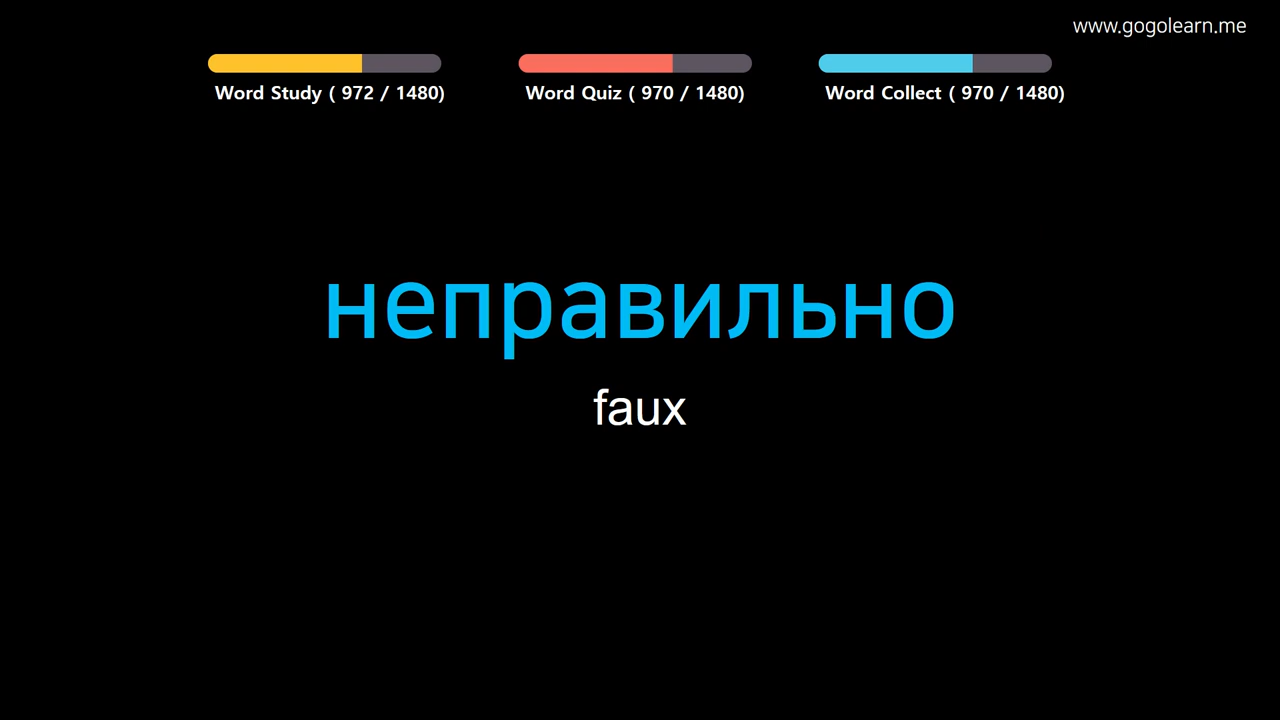 www.gogolearn.me
Word Study ( 972 / 1480)
Word Quiz ( 970 / 1480)
Word Collect ( 970 / 1480)
неправильно
faux